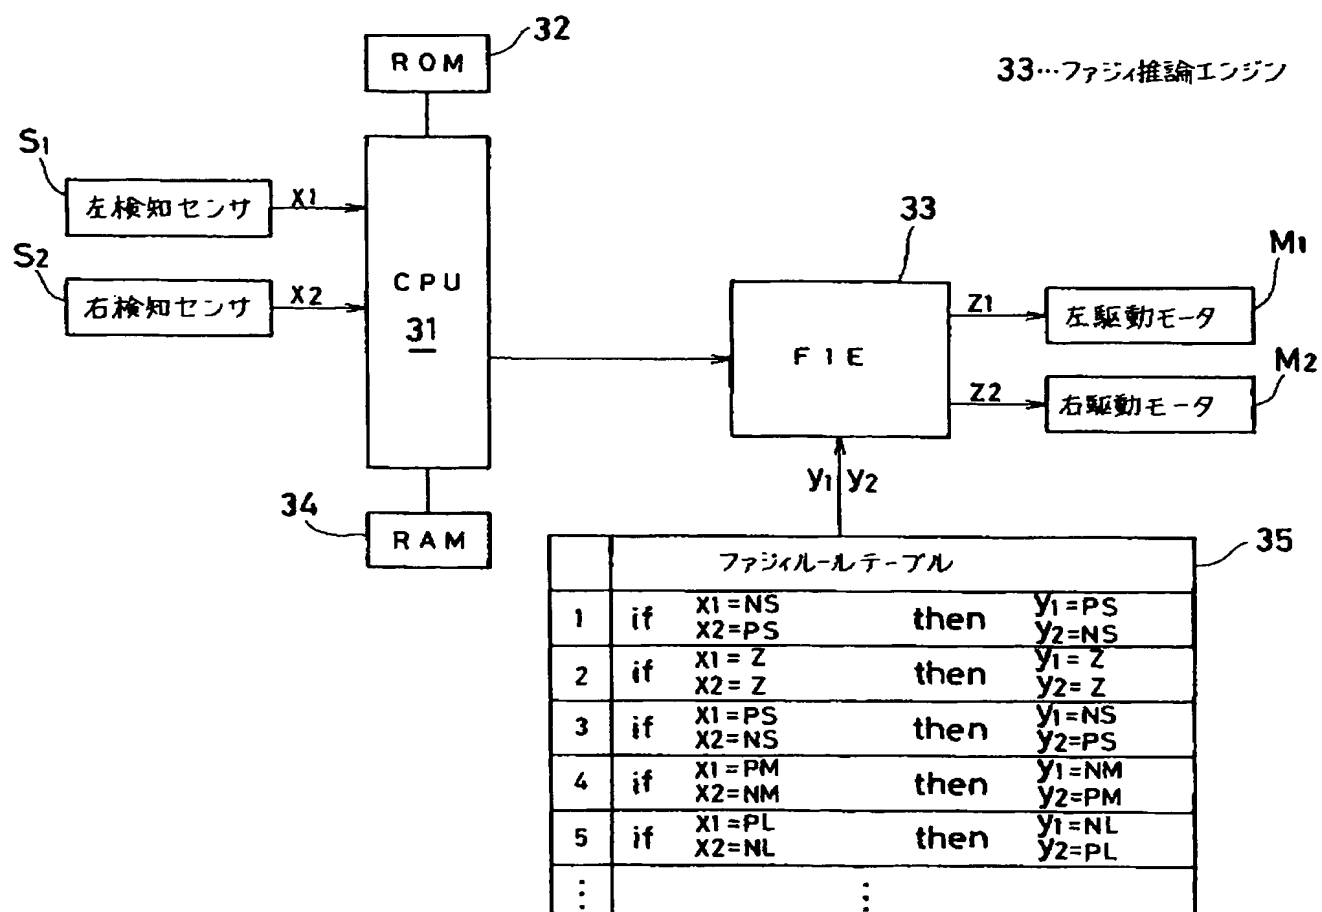 ROM
32
33…ファジィ推論エンジン
S1
左検知センサ
X1
S2
右検知センサ
X2
CPU
31
33
FIE
Z1
M1
左駆動モータ
Z2
M2
右駆動モータ
34
RAM
y1 y2
35
ファジィルールテーブル
1 if X1=NS then y1=PS
X2=PS y2=NS
2 if X1=Z then y1=Z
X2=Z y2=Z
3 if X1=PS then y1=NS
X2=NS y2=PS
4 if X1=PM then y1=NM
X2=NM y2=PM
5 if X1=PL then y1=NL
X2=NL y2=PL
⋮ ⋮